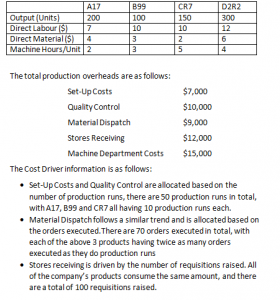 A17 B99 CR7 D2R2
Output (Units) 200 100 150 300
Direct Labour ($) 7 10 10 12
Direct Material ($) 4 3 2 6
Machine Hours/Unit 2 3 5 4
The total production overheads are as follows:
Set-Up Costs $7,000
Quality Control $10,000
Material Dispatch $9,000
Stores Receiving $12,000
Machine Department Costs $15,000
The Cost Driver information is as follows:
• Set-Up Costs and Quality Control are allocated based on the
number of production runs, there are 50 production runs in total,
with A17, B99 and CR7 all having 10 production runs each.
• Material Dispatch follows a similar trend and is allocated based on
the orders executed. There are 70 orders executed in total, with
each of the above 3 products having twice as many orders
executed as they do production runs
• Stores receiving is driven by the number of requisitions raised. All
of the company's products consume the same amount, and there
are a total of 100 requisitions raised.